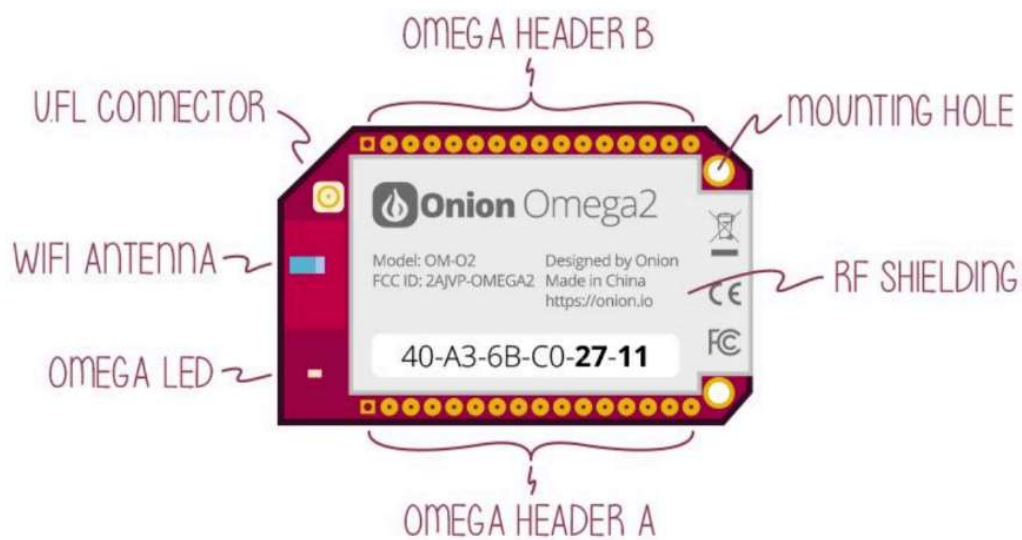 OMEGA HEADER B
U.FL CONNECTOR
MOUNTING HOLE
Onion Omega2
WIFI ANTENNA
Model: OM-O2
FCC ID: 2AJVP-OMEGA2
Designed by Onion
Made in China
https://onion.io
RF SHIELDING
CE
FC
40-A3-6B-C0-27-11
OMEGA LED
OMEGA HEADER A